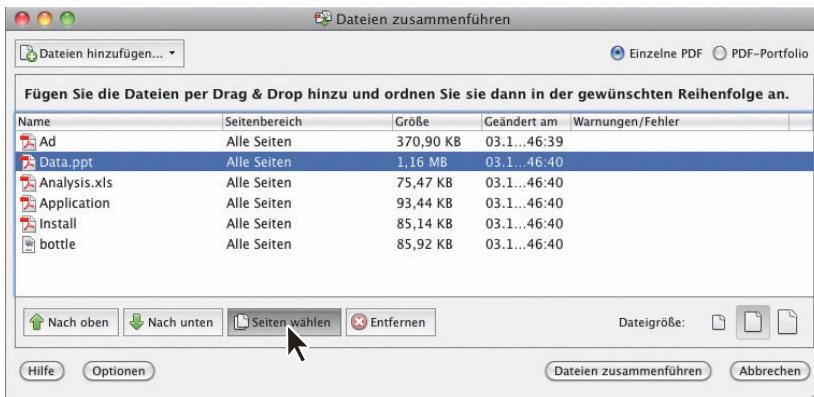 Dateien zusammenführen
Dateien hinzufügen... Einzelne PDF PDF-Portfolio
Fügen Sie die Dateien per Drag & Drop hinzu und ordnen Sie sie dann in der gewünschten Reihenfolge an.
Name Seitenbereich Größe Geändert am Warnungen/Fehler
Ad Alle Seiten 370,90 KB 03.1...46:39
Data.ppt Alle Seiten 1,16 MB 03.1...46:40
Analysis.xls Alle Seiten 75,47 KB 03.1...46:40
Application Alle Seiten 93,44 KB 03.1...46:40
Install Alle Seiten 85,14 KB 03.1...46:40
bottle Alle Seiten 85,92 KB 03.1...46:40
Nach oben Nach unten Seiten wählen Entfernen Dateigröße:
Hilfe Optionen Dateien zusammenführen Abbrechen